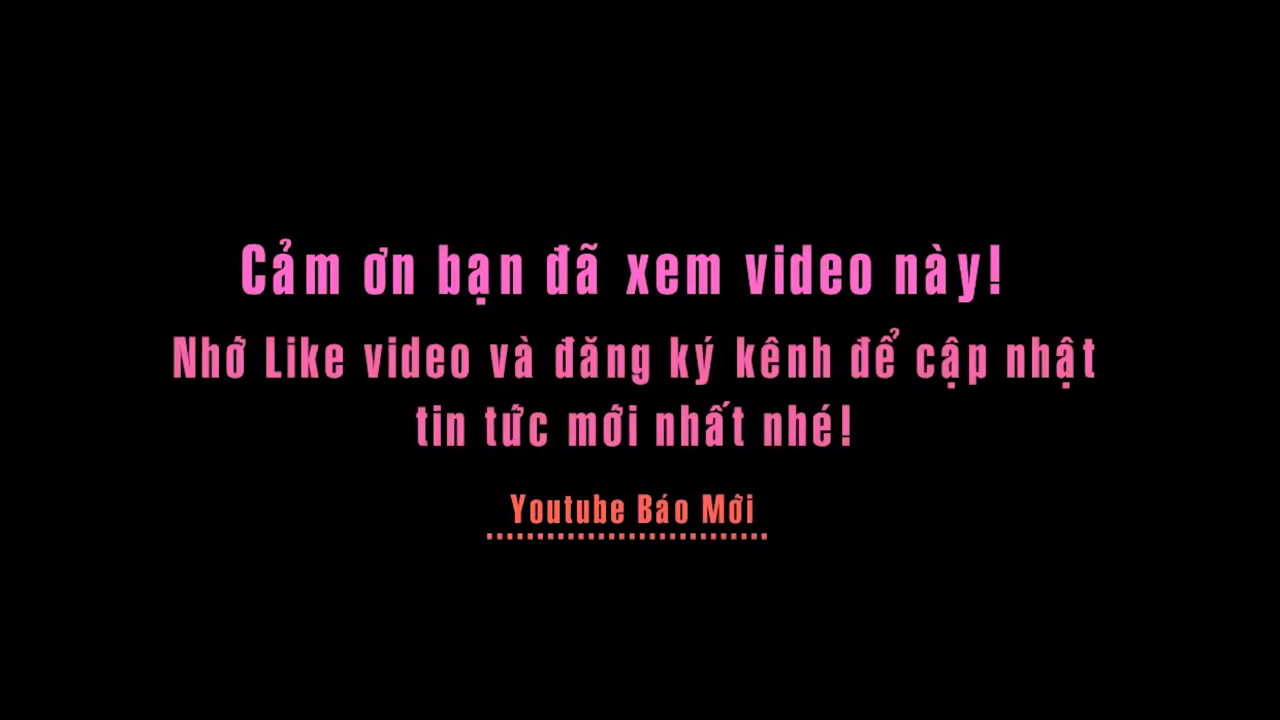 Cảm ơn bạn đã xem video này!
Nhớ Like video và đăng ký kênh để cập nhật
tin tức mới nhất nhé!
Youtube Báo Mới